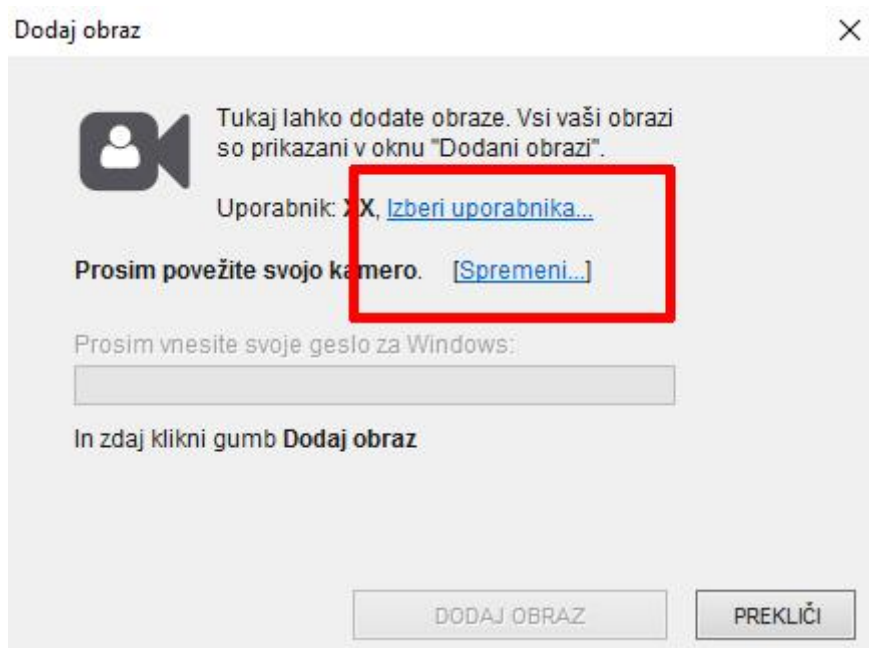 Dodaj obraz
Tukaj lahko dodate obraze. Vsi vaši obrazi
so prikazani v oknu "Dodani obrazi".
Uporabnik: XX, Izberi uporabnika...
Prosim povežite svojo kamero. [Spremeni...]
Prosim vnesite svoje geslo za Windows:
In zdaj klikni gumb Dodaj obraz
DODAJ OBRAZ PREKLIČI